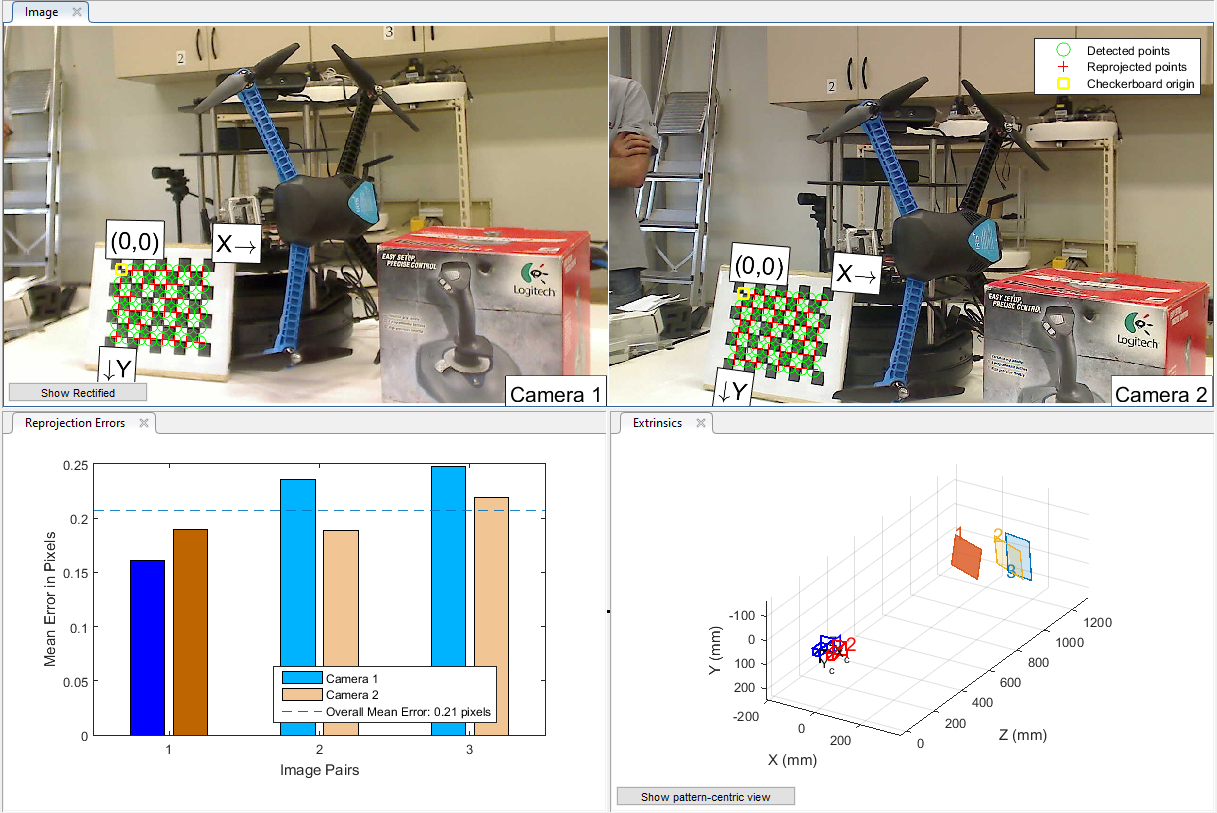 Image
2
3
(0,0)
X→
EASY SETUP,
PRECISE CONTROL
Logitech
↓Y
Show Rectified
Camera 1
Detected points
Reprojected points
Checkerboard origin
2
(0,0)
X→
EASY SETUP,
PRECISE CONTROL
Logitech
↓Y
Camera 2
Reprojection Errors
0.25
0.2
0.15
0.1
0.05
0
Mean Error in Pixels
Camera 1
Camera 2
Overall Mean Error: 0.21 pixels
1
2
3
Image Pairs
Extrinsics
1
2
3
2
-100
0
100
200
Y (mm)
-200
0
200
X (mm)
0
200
400
600
800
1000
1200
Z (mm)
Show pattern-centric view